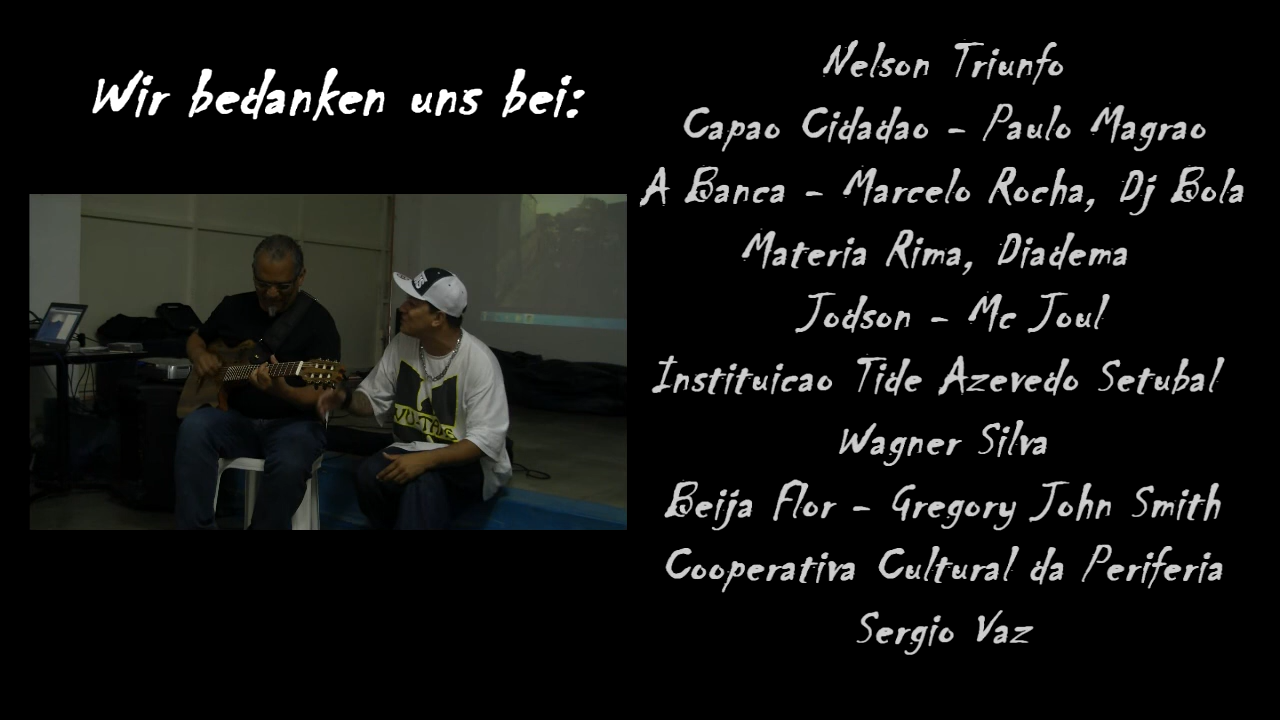 Wir bedanken uns bei:
Nelson Triunfo
Capao Cidadao - Paulo Magrao
A Banca - Marcelo Rocha, Dj Bola
Materia Rima, Diadema
Jodson - Mc Joul
Instituicao Tide Azevedo Setubal
Wagner Silva
Beija Flor - Gregory John Smith
Cooperativa Cultural da Periferia
Sergio Vaz
WU-TANG